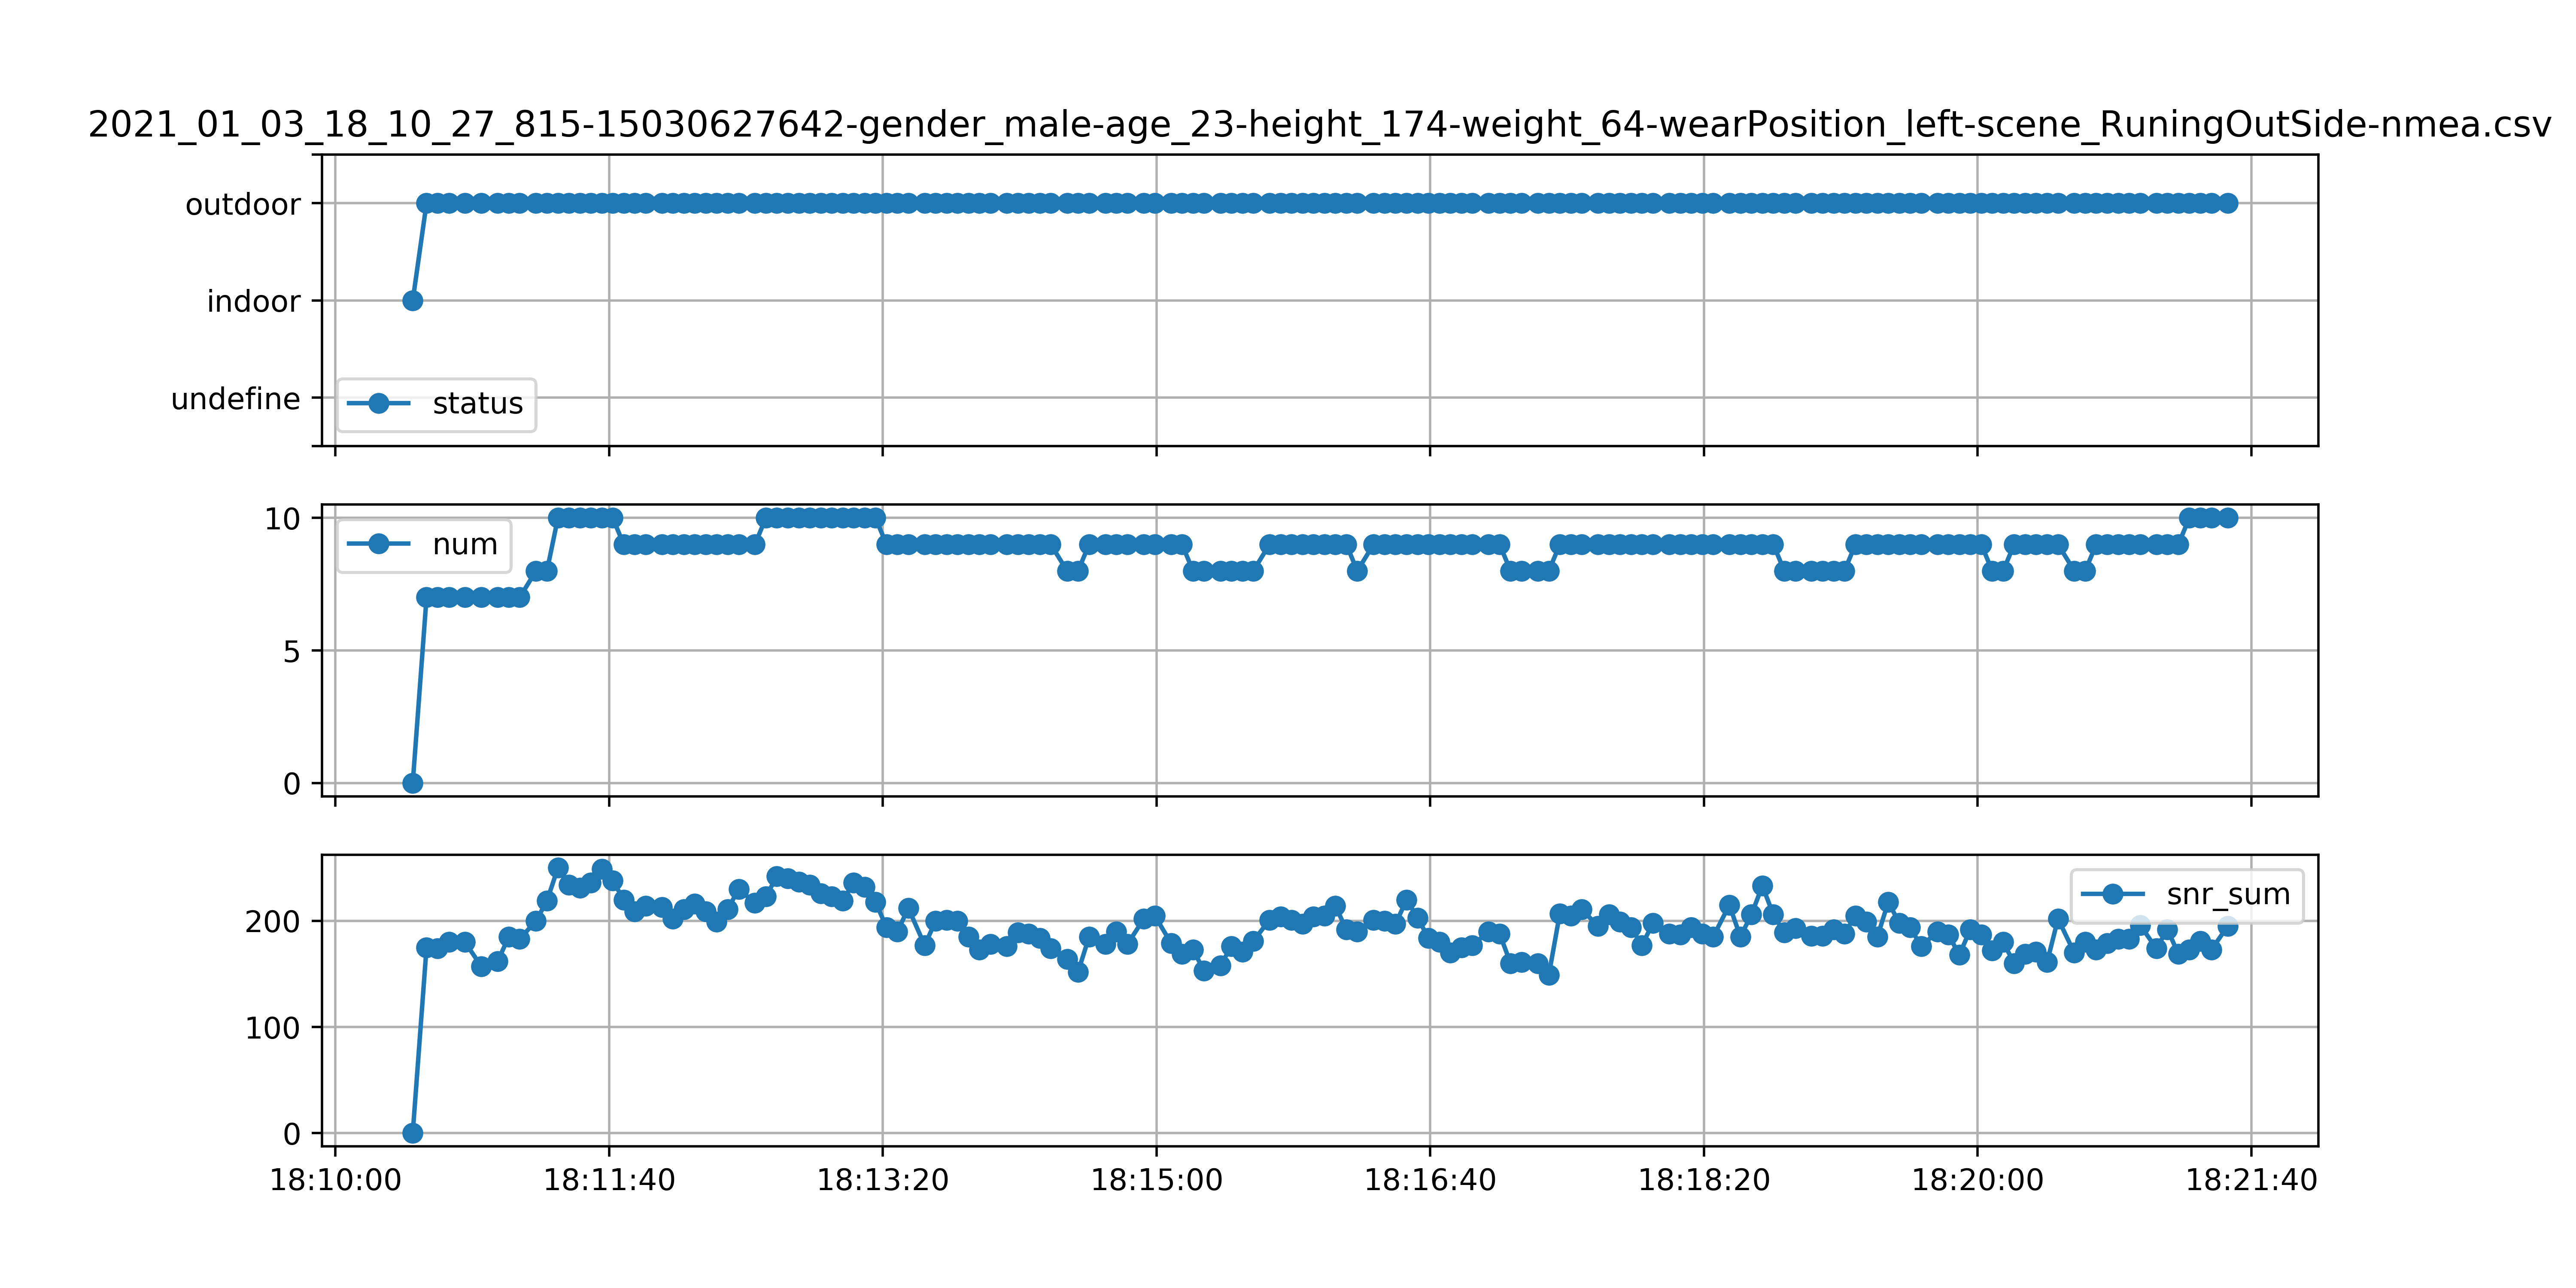 2021_01_03_18_10_27_815-15030627642-gender_male-age_23-height_174-weight_64-wearPosition_left-scene_RuningOutSide-nmea.csv
outdoor
indoor
undefine
status
10
5
0
num
200
100
0
snr_sum
18:10:00 18:11:40 18:13:20 18:15:00 18:16:40 18:18:20 18:20:00 18:21:40